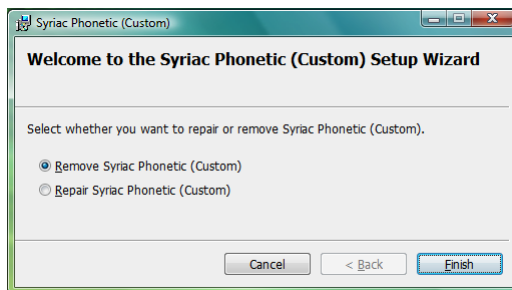 Syriac Phonetic (Custom)
Welcome to the Syriac Phonetic (Custom) Setup Wizard
Select whether you want to repair or remove Syriac Phonetic (Custom).
Remove Syriac Phonetic (Custom)
Repair Syriac Phonetic (Custom)
Cancel < Back Finish